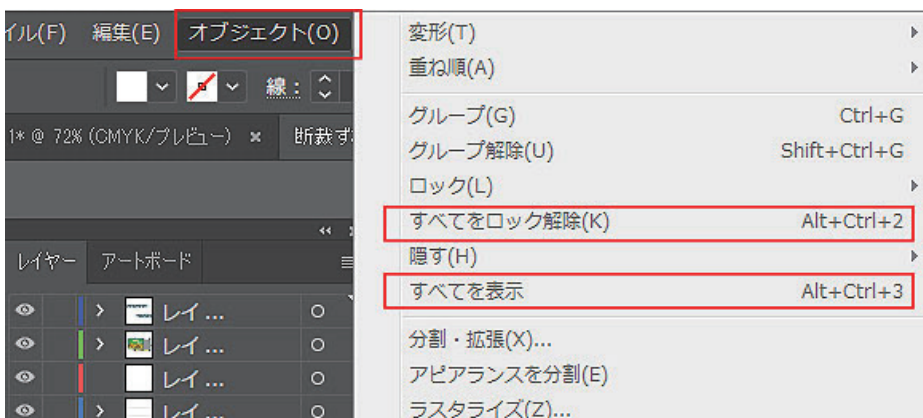 イル(F) 編集(E) オブジェクト(O)
線 :
1* @ 72% (CMYK/プレビュー) × 断裁ず
レイヤー アートボード
レイ ...
レイ ...
レイ ...
レイ ...
変形(T)
重ね順(A)
グループ(G) Ctrl+G
グループ解除(U) Shift+Ctrl+G
ロック(L)
すべてをロック解除(K) Alt+Ctrl+2
隠す(H)
すべてを表示 Alt+Ctrl+3
分割・拡張(X)...
アピアランスを分割(E)
ラスタライズ(Z)...